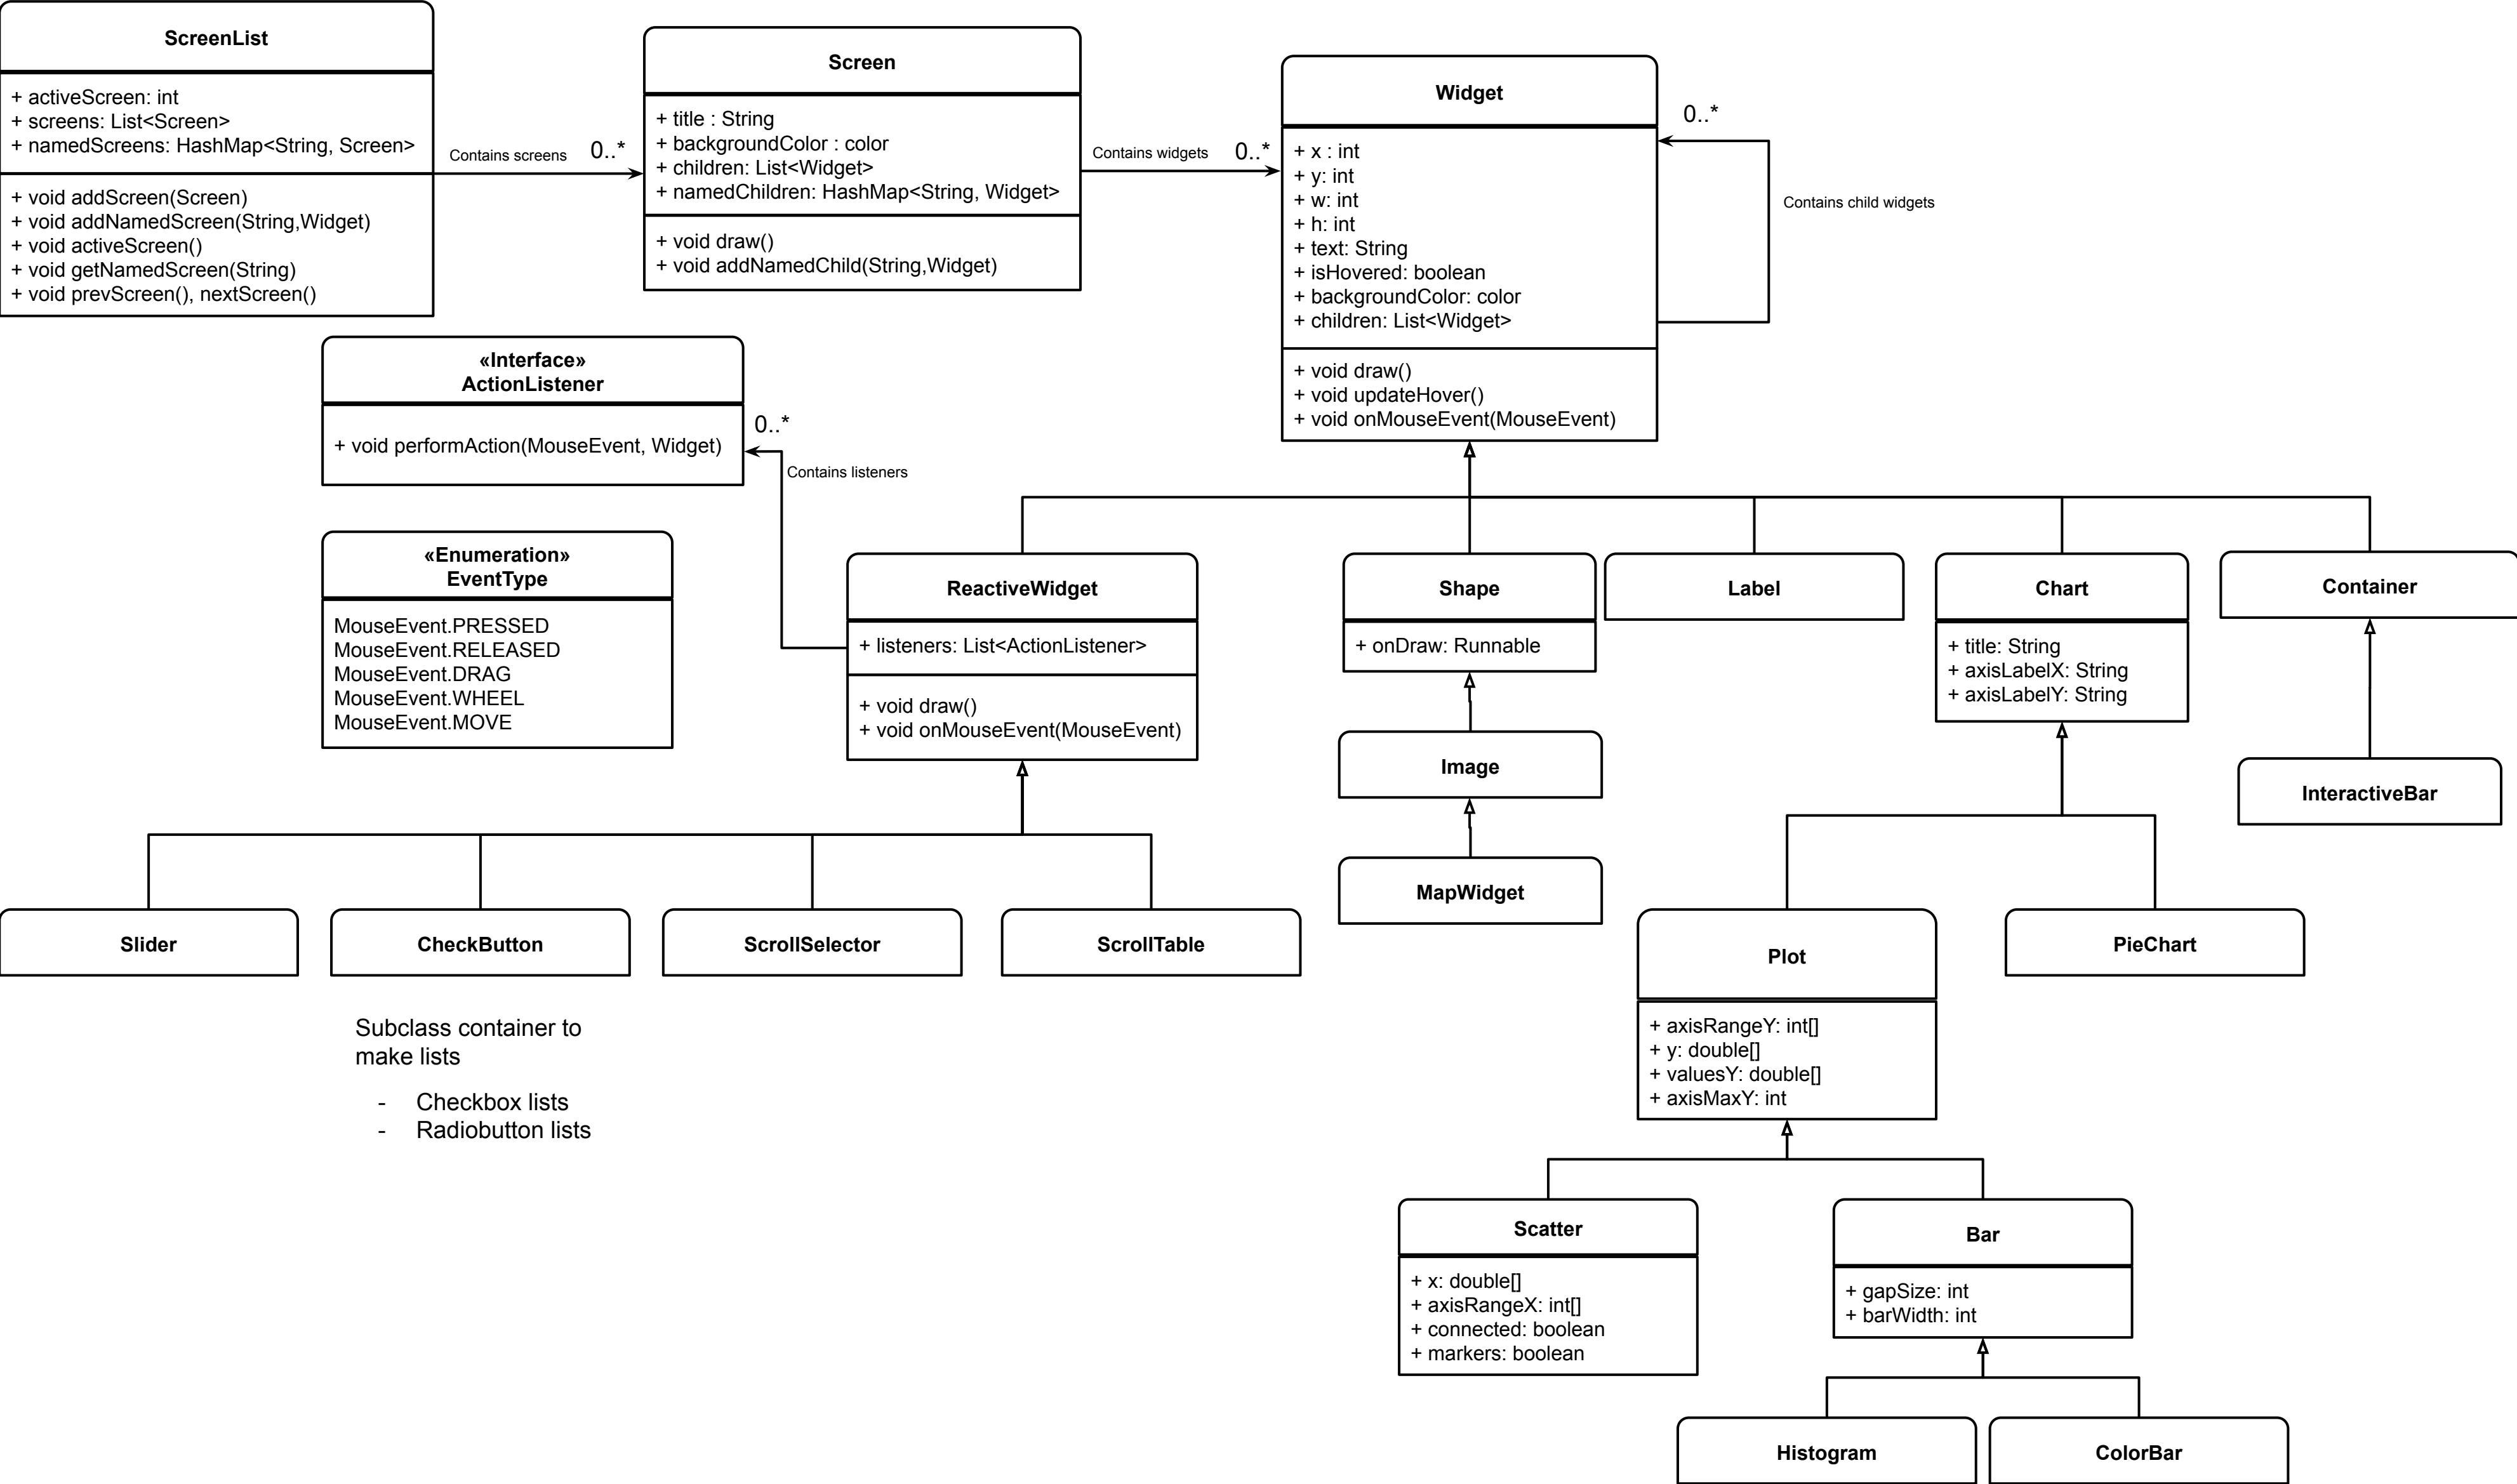 ScreenList
+ activeScreen: int
+ screens: List<Screen>
+ namedScreens: HashMap<String, Screen>
+ void addScreen(Screen)
+ void addNamedScreen(String,Widget)
+ void activeScreen()
+ void getNamedScreen(String)
+ void prevScreen(), nextScreen()
Contains screens
0..*
Screen
+ title : String
+ backgroundColor : color
+ children: List<Widget>
+ namedChildren: HashMap<String, Widget>
+ void draw()
+ void addNamedChild(String,Widget)
Contains widgets
0..*
Widget
+ x : int
+ y: int
+ w: int
+ h: int
+ text: String
+ isHovered: boolean
+ backgroundColor: color
+ children: List<Widget>
+ void draw()
+ void updateHover()
+ void onMouseEvent(MouseEvent)
0..*
Contains child widgets
«Interface»
ActionListener
+ void performAction(MouseEvent, Widget)
0..*
Contains listeners
«Enumeration»
EventType
MouseEvent.PRESSED
MouseEvent.RELEASED
MouseEvent.DRAG
MouseEvent.WHEEL
MouseEvent.MOVE
ReactiveWidget
+ listeners: List<ActionListener>
+ void draw()
+ void onMouseEvent(MouseEvent)
Shape
+ onDraw: Runnable
Label
Chart
+ title: String
+ axisLabelX: String
+ axisLabelY: String
Container
Image
InteractiveBar
MapWidget
Slider
CheckButton
ScrollSelector
ScrollTable
Plot
+ axisRangeY: int[]
+ y: double[]
+ valuesY: double[]
+ axisMaxY: int
PieChart
Subclass container to
make lists
- Checkbox lists
- Radiobutton lists
Scatter
+ x: double[]
+ axisRangeX: int[]
+ connected: boolean
+ markers: boolean
Bar
+ gapSize: int
+ barWidth: int
Histogram
ColorBar